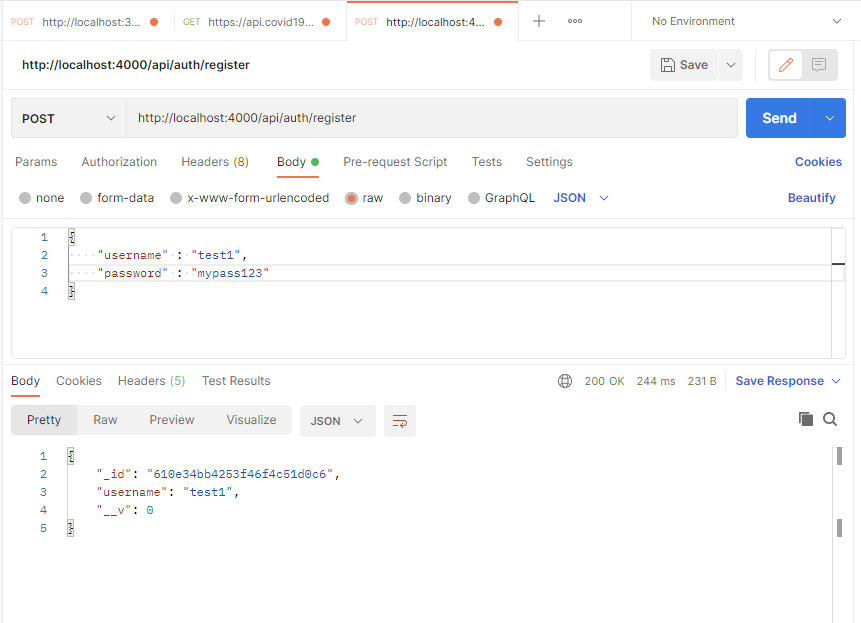 POST http://localhost:3... GET https://api.covid19... POST http://localhost:4... No Environment
http://localhost:4000/api/auth/register Save
POST http://localhost:4000/api/auth/register Send
Params Authorization Headers (8) Body Pre-request Script Tests Settings Cookies
none form-data x-www-form-urlencoded raw binary GraphQL JSON Beautify
1 {
2 "username" : "test1",
3 "password" : "mypass123"
4 }
Body Cookies Headers (5) Test Results 200 OK 244 ms 231 B Save Response
Pretty Raw Preview Visualize JSON
1 {
2 "_id": "610e34bb4253f46f4c51d0c6",
3 "username": "test1",
4 "__v": 0
5 }